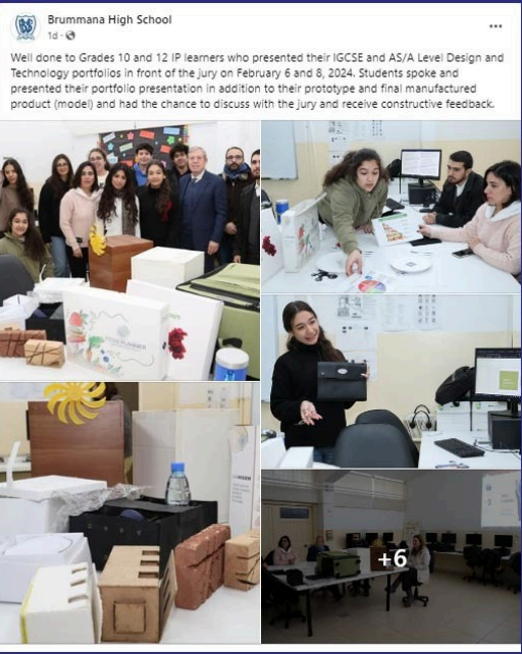 Brummana High School
1d
Well done to Grades 10 and 12 IP learners who presented their IGCSE and AS/A Level Design and
Technology portfolios in front of the jury on February 6 and 8, 2024. Students spoke and
presented their portfolio presentation in addition to their prototype and final manufactured
product (model) and had the chance to discuss with the jury and receive constructive feedback.
+6